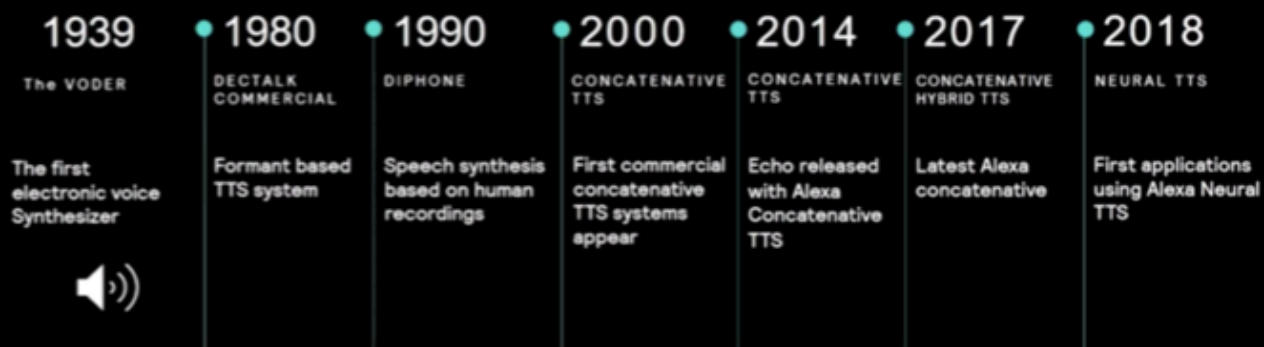 1939
The VODER
The first
electronic voice
Synthesizer
1980
DECTALK
COMMERCIAL
Formant based
TTS system
1990
DIPHONE
Speech synthesis
based on human
recordings
2000
CONCATENATIVE
TTS
First commercial
concatenative
TTS systems
appear
2014
CONCATENATIVE
TTS
Echo released
with Alexa
Concatenative
TTS
2017
CONCATENATIVE
HYBRID TTS
Latest Alexa
concatenative
2018
NEURAL TTS
First applications
using Alexa Neural
TTS